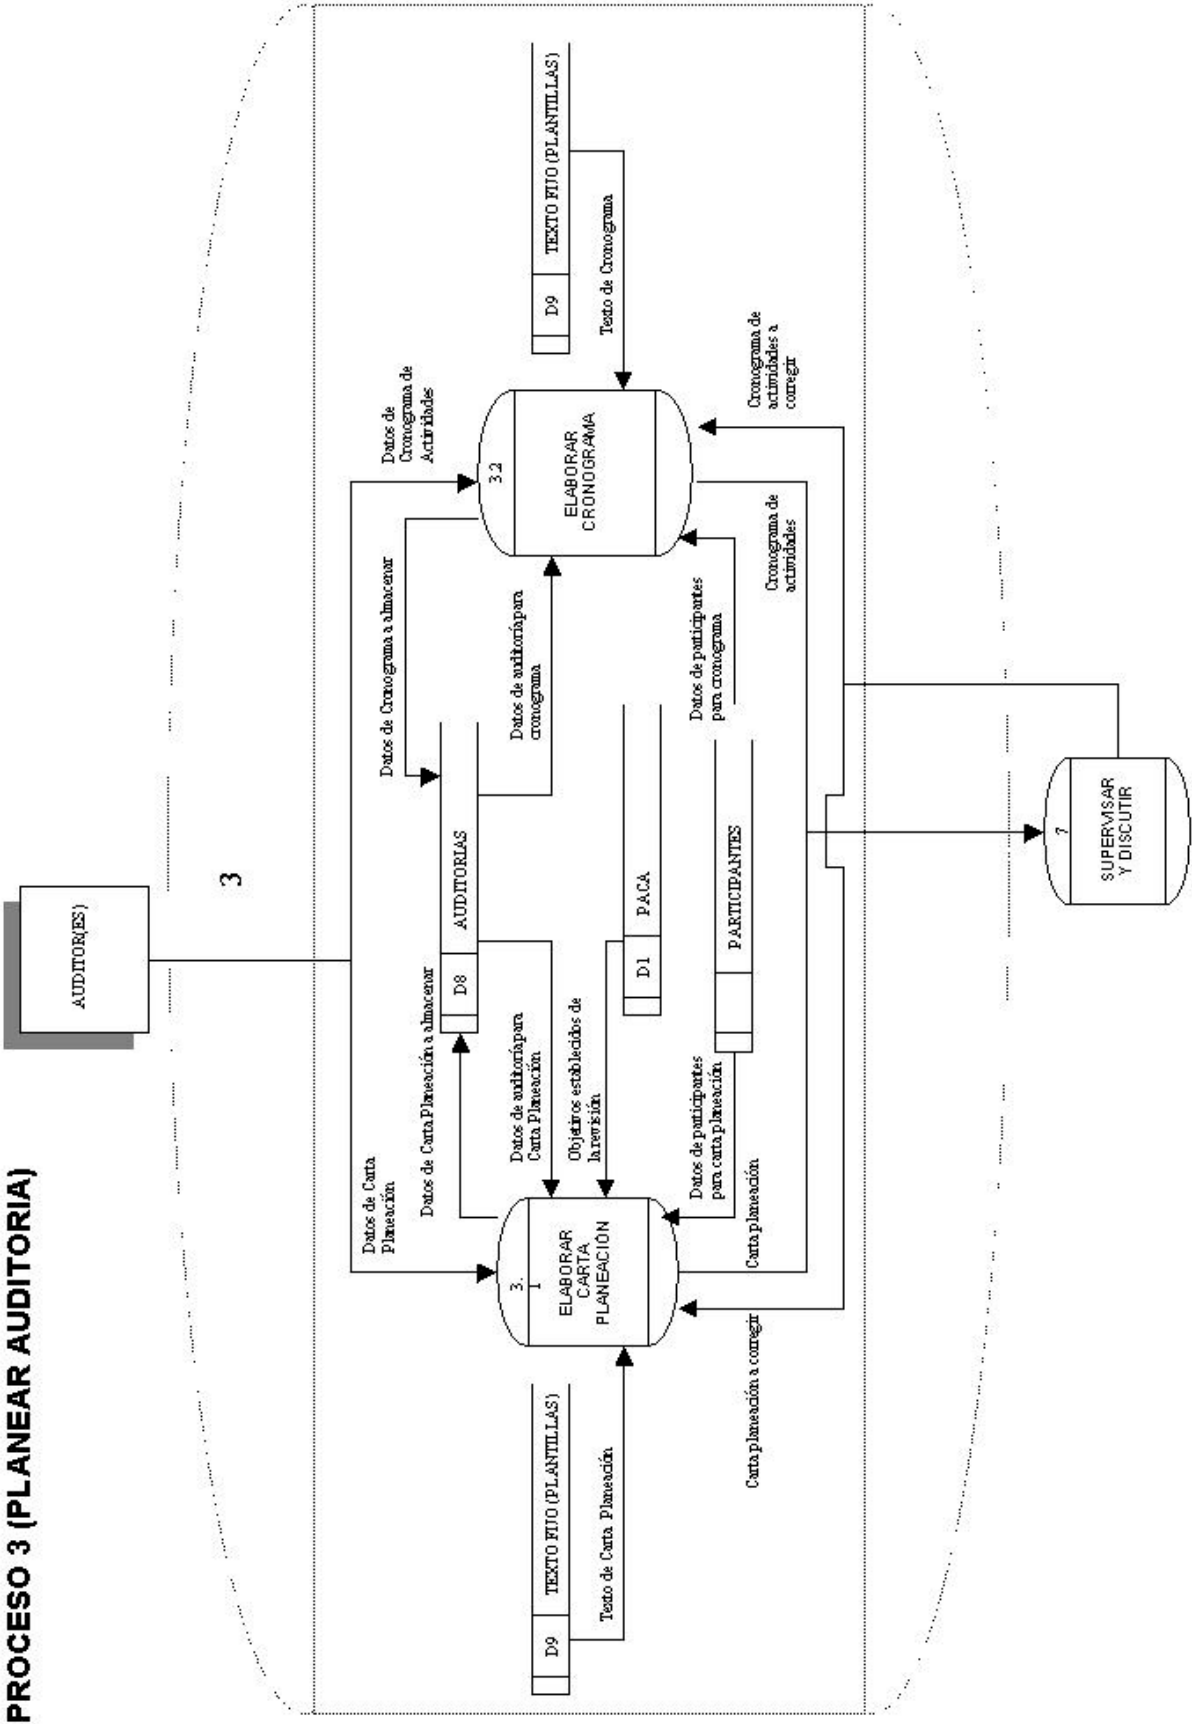 PROCESO 3 (PLANEAR AUDITORIA)
AUDITOR(ES)
3
Datos de Carta
Planeación
Datos de
Cronograma de
Actividades
Datos de Carta Planeación a almacenar
Datos de Cronograma a almacenar
D8
AUDITORIAS
3.
1
ELABORAR
CARTA
PLANEACIÓN
3.2
ELABORAR
CRONOGRAMA
Datos de auditoría para
Carta Planeación
Datos de auditoría para
cronograma
D9
TEXTO FIJO (PLANTILLAS)
D9
TEXTO FIJO (PLANTILLAS)
Texto de Carta Planeación
Objetivos establecidos de
la revisión
Texto de Cronograma
D1
PACA
Datos de participantes
para carta planeación
Datos de participantes
para cronograma
PARTICIPANTES
Carta planeación a corregir
Carta planeación
Cronograma de
actividades
Cronograma de
actividades a
corregir
7
SUPERVISAR
Y DISCUTIR